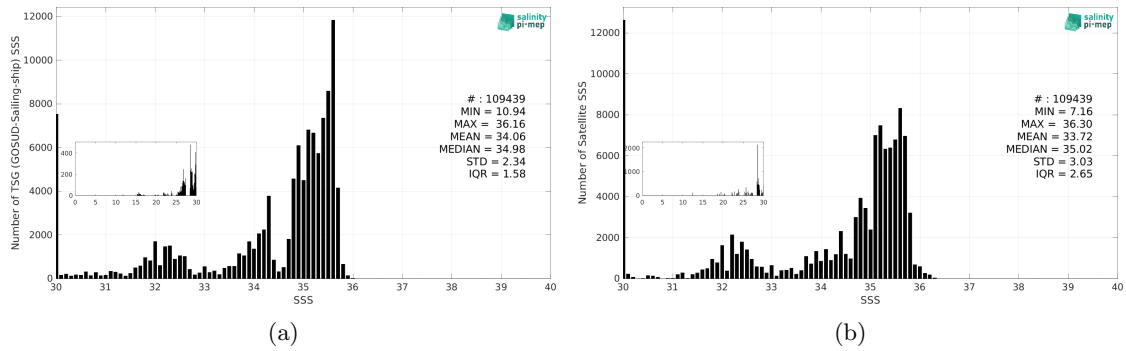 12000
10000
8000
6000
4000
2000
0
Number of TSG (GOSUD-Sailing-ship) SSS
salinity
pi-mep
# : 109439
MIN = 10.94
MAX = 36.16
MEAN = 34.06
MEDIAN = 34.98
STD = 2.34
IQR = 1.58
400
200
0
0 5 10 15 20 25 30
30 31 32 33 34 35 36 37 38 39 40
SSS
(a)
12000
10000
8000
6000
4000
2000
0
Number of Satellite SSS
salinity
pi-mep
# : 109439
MIN = 7.16
MAX = 36.30
MEAN = 33.72
MEDIAN = 35.02
STD = 3.03
IQR = 2.65
2000
1000
0
0 5 10 15 20 25 30
30 31 32 33 34 35 36 37 38 39 40
SSS
(b)